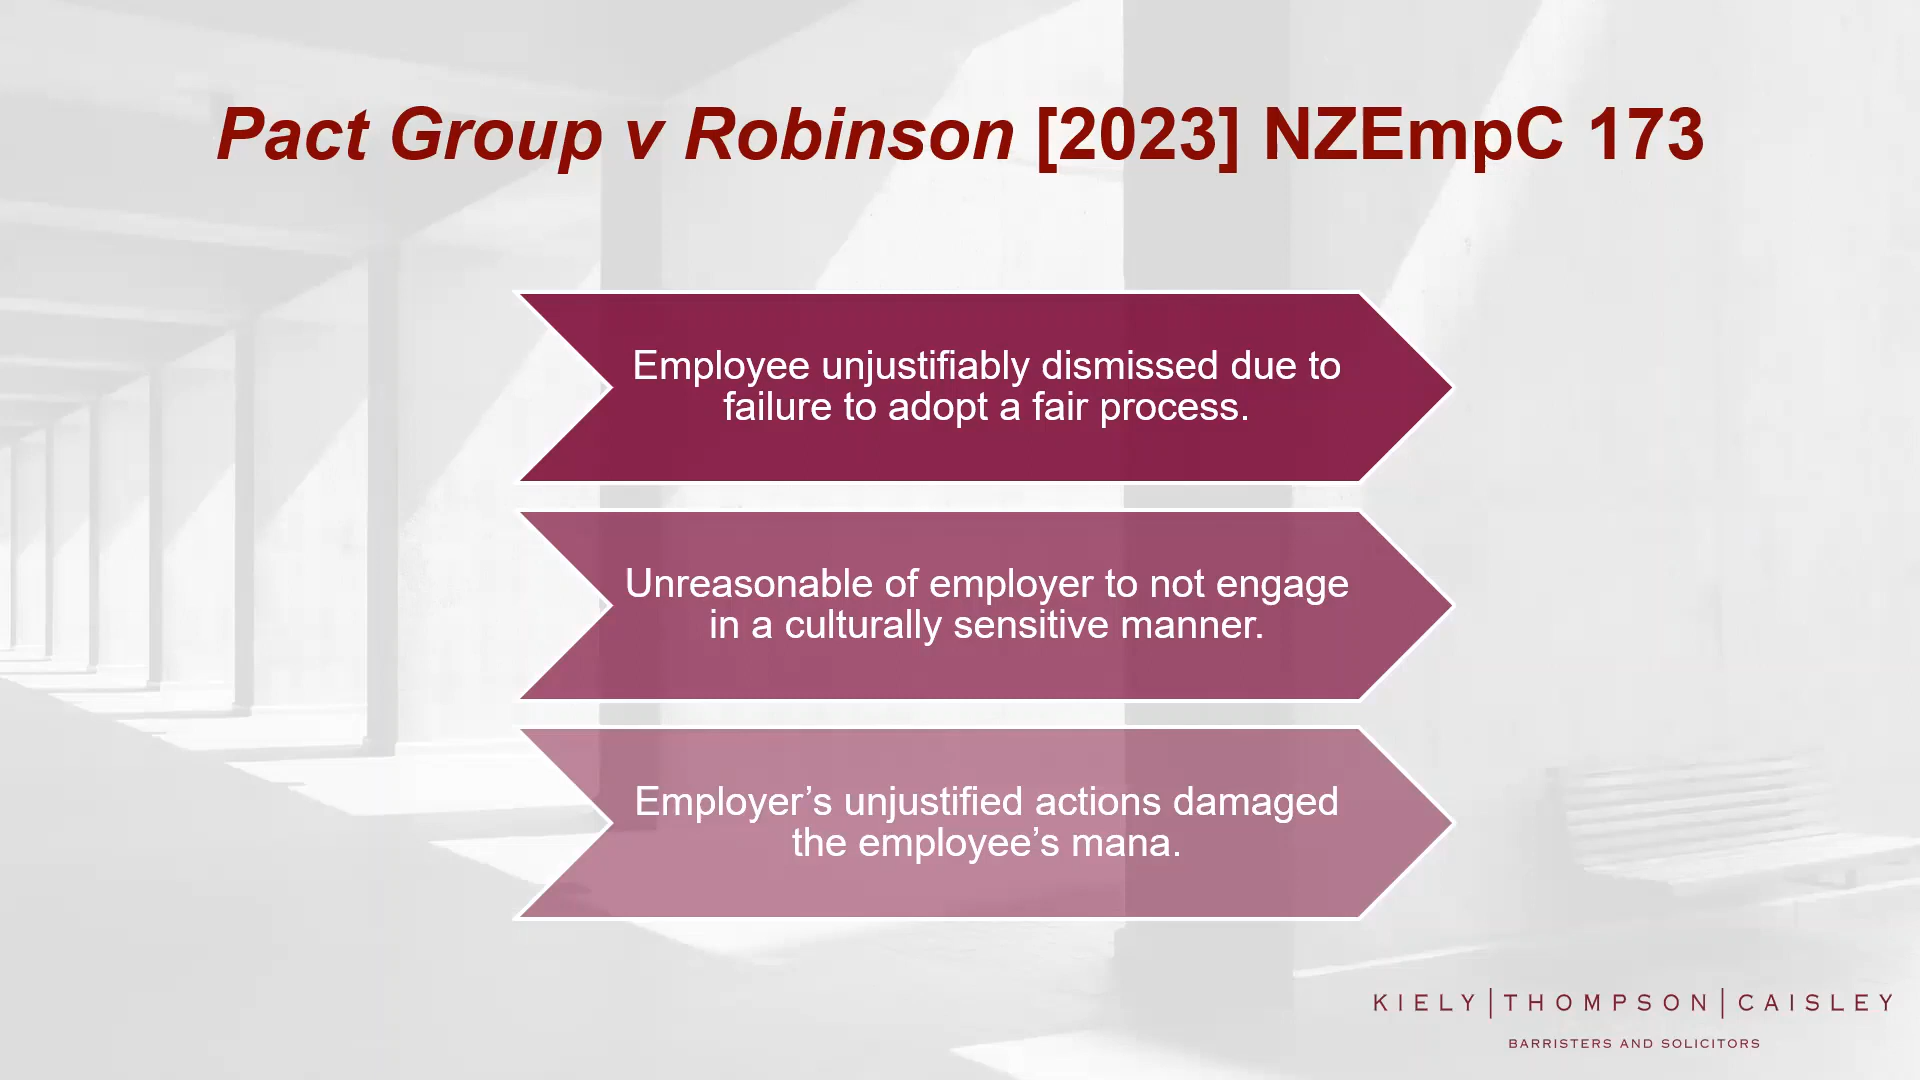 Pact Group v Robinson [2023] NZEmpC 173
Employee unjustifiably dismissed due to
failure to adopt a fair process.
Unreasonable of employer to not engage
in a culturally sensitive manner.
Employer’s unjustified actions damaged
the employee’s mana.
KIELY|THOMPSON|CAISLEY
BARRISTERS AND SOLICITORS